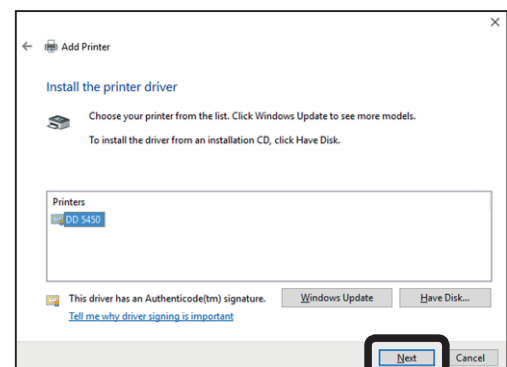 Add Printer
Install the printer driver
Choose your printer from the list. Click Windows Update to see more models.
To install the driver from an installation CD, click Have Disk.
Printers
DD 5450
This driver has an Authenticode(tm) signature.
Windows Update
Have Disk...
Tell me why driver signing is important
Next
Cancel